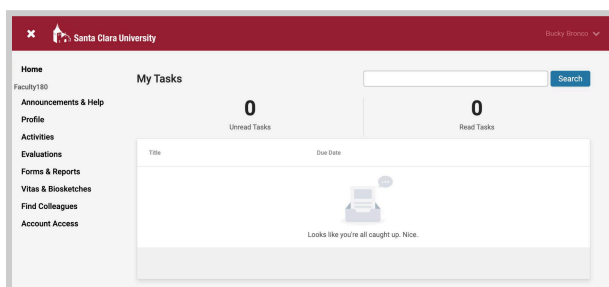 Santa Clara University
Bucky Bronco
Home
Faculty180
Announcements & Help
Profile
Activities
Evaluations
Forms & Reports
Vitas & Biosketches
Find Colleagues
Account Access
My Tasks
Search
0
Unread Tasks
0
Read Tasks
Title Due Date
Looks like you're all caught up. Nice.